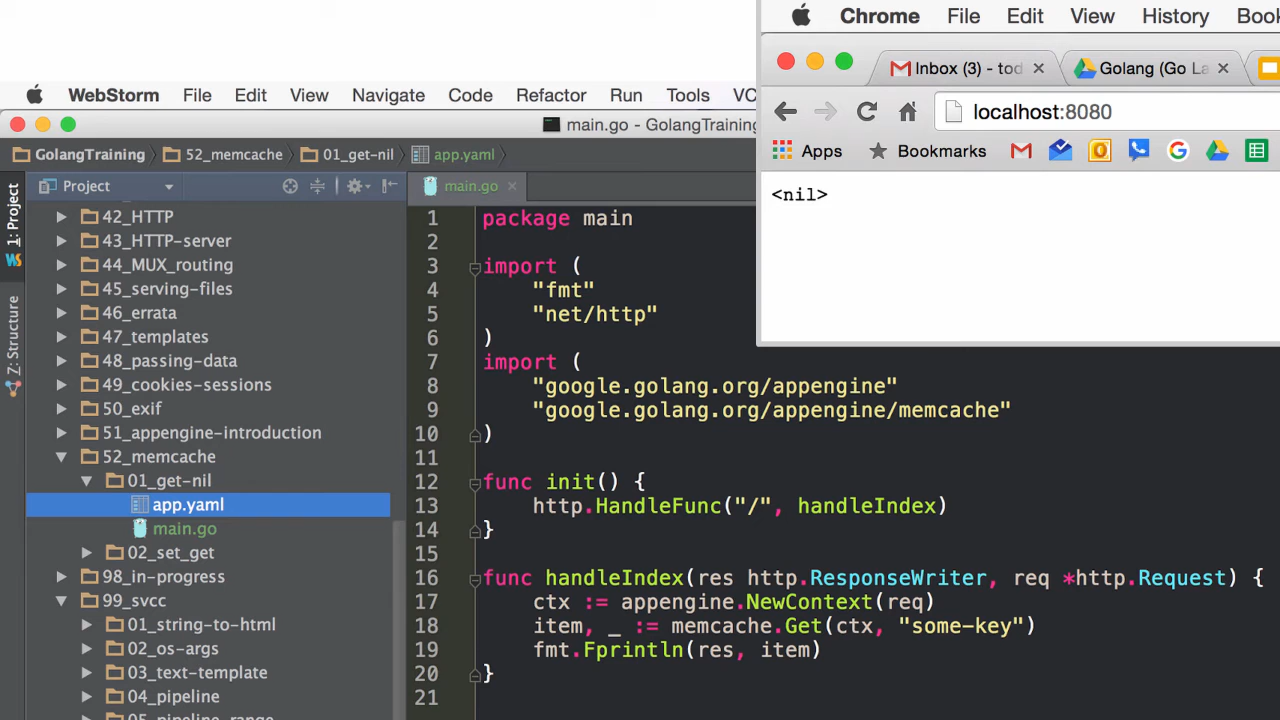 Chrome File Edit View History Book
Inbox (3) - tod Golang (Go La
localhost:8080
Apps Bookmarks
<nil>
WebStorm File Edit View Navigate Code Refactor Run Tools VC
main.go - GolangTraining
GolangTraining 52_memcache 01_get-nil app.yaml
1: Project
Z: Structure
Project
42_HTTP
43_HTTP-server
44_MUX_routing
45_serving-files
46_errata
47_templates
48_passing-data
49_cookies-sessions
50_exif
51_appengine-introduction
52_memcache
01_get-nil
app.yaml
main.go
02_set_get
98_in-progress
99_svcc
01_string-to-html
02_os-args
03_text-template
04_pipeline
05_pipeline_range
main.go
1 package main
2
3 import (
4 "fmt"
5 "net/http"
6 )
7 import (
8 "google.golang.org/appengine"
9 "google.golang.org/appengine/memcache"
10 )
11
12 func init() {
13 http.HandleFunc("/", handleIndex)
14 }
15
16 func handleIndex(res http.ResponseWriter, req *http.Request) {
17 ctx := appengine.NewContext(req)
18 item, _ := memcache.Get(ctx, "some-key")
19 fmt.Fprintln(res, item)
20 }
21